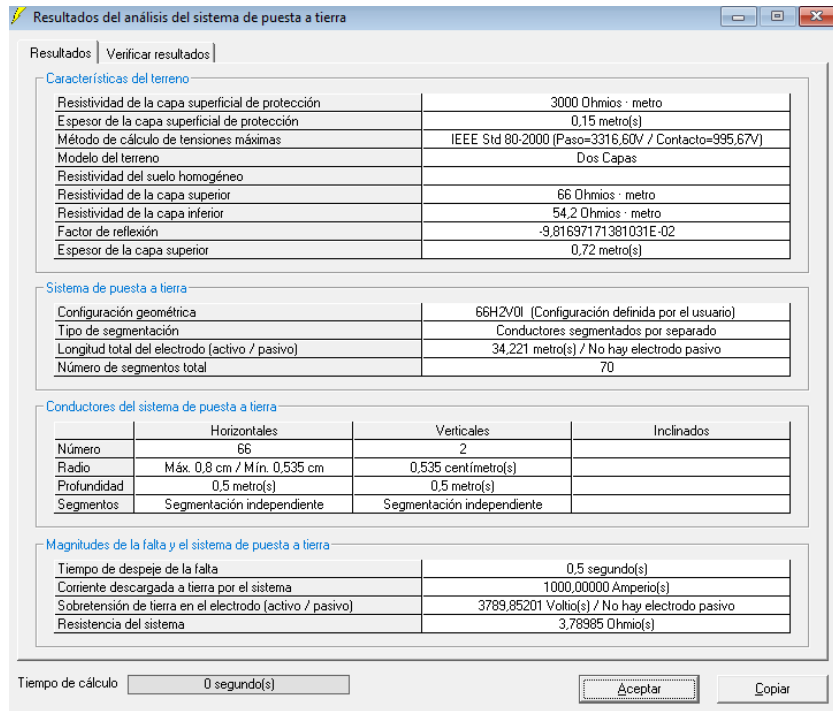 Resultados del análisis del sistema de puesta a tierra
Resultados Verificar resultados
Características del terreno
Resistividad de la capa superficial de protección 3000 Ohmios · metro
Espesor de la capa superficial de protección 0,15 metro(s)
Método de cálculo de tensiones máximas IEEE Std 80-2000 (Paso=3316,60V / Contacto=995,67V)
Modelo del terreno Dos Capas
Resistividad del suelo homogéneo
Resistividad de la capa superior 66 Ohmios · metro
Resistividad de la capa inferior 54,2 Ohmios · metro
Factor de reflexión -9,81697171381031E-02
Espesor de la capa superior 0,72 metro(s)
Sistema de puesta a tierra
Configuración geométrica 66H2V0I (Configuración definida por el usuario)
Tipo de segmentación Conductores segmentados por separado
Longitud total del electrodo (activo / pasivo) 34,221 metro(s) / No hay electrodo pasivo
Número de segmentos total 70
Conductores del sistema de puesta a tierra
Horizontales Verticales Inclinados
Número 66 2
Radio Máx. 0,8 cm / Mín. 0,535 cm 0,535 centímetro(s)
Profundidad 0,5 metro(s) 0,5 metro(s)
Segmentos Segmentación independiente Segmentación independiente
Magnitudes de la falta y el sistema de puesta a tierra
Tiempo de despeje de la falta 0,5 segundo(s)
Corriente descargada a tierra por el sistema 1000,00000 Amperio(s)
Sobretensión de tierra en el electrodo (activo / pasivo) 3789,85201 Voltio(s) / No hay electrodo pasivo
Resistencia del sistema 3,78985 Ohmio(s)
Tiempo de cálculo 0 segundo(s) Aceptar Copiar